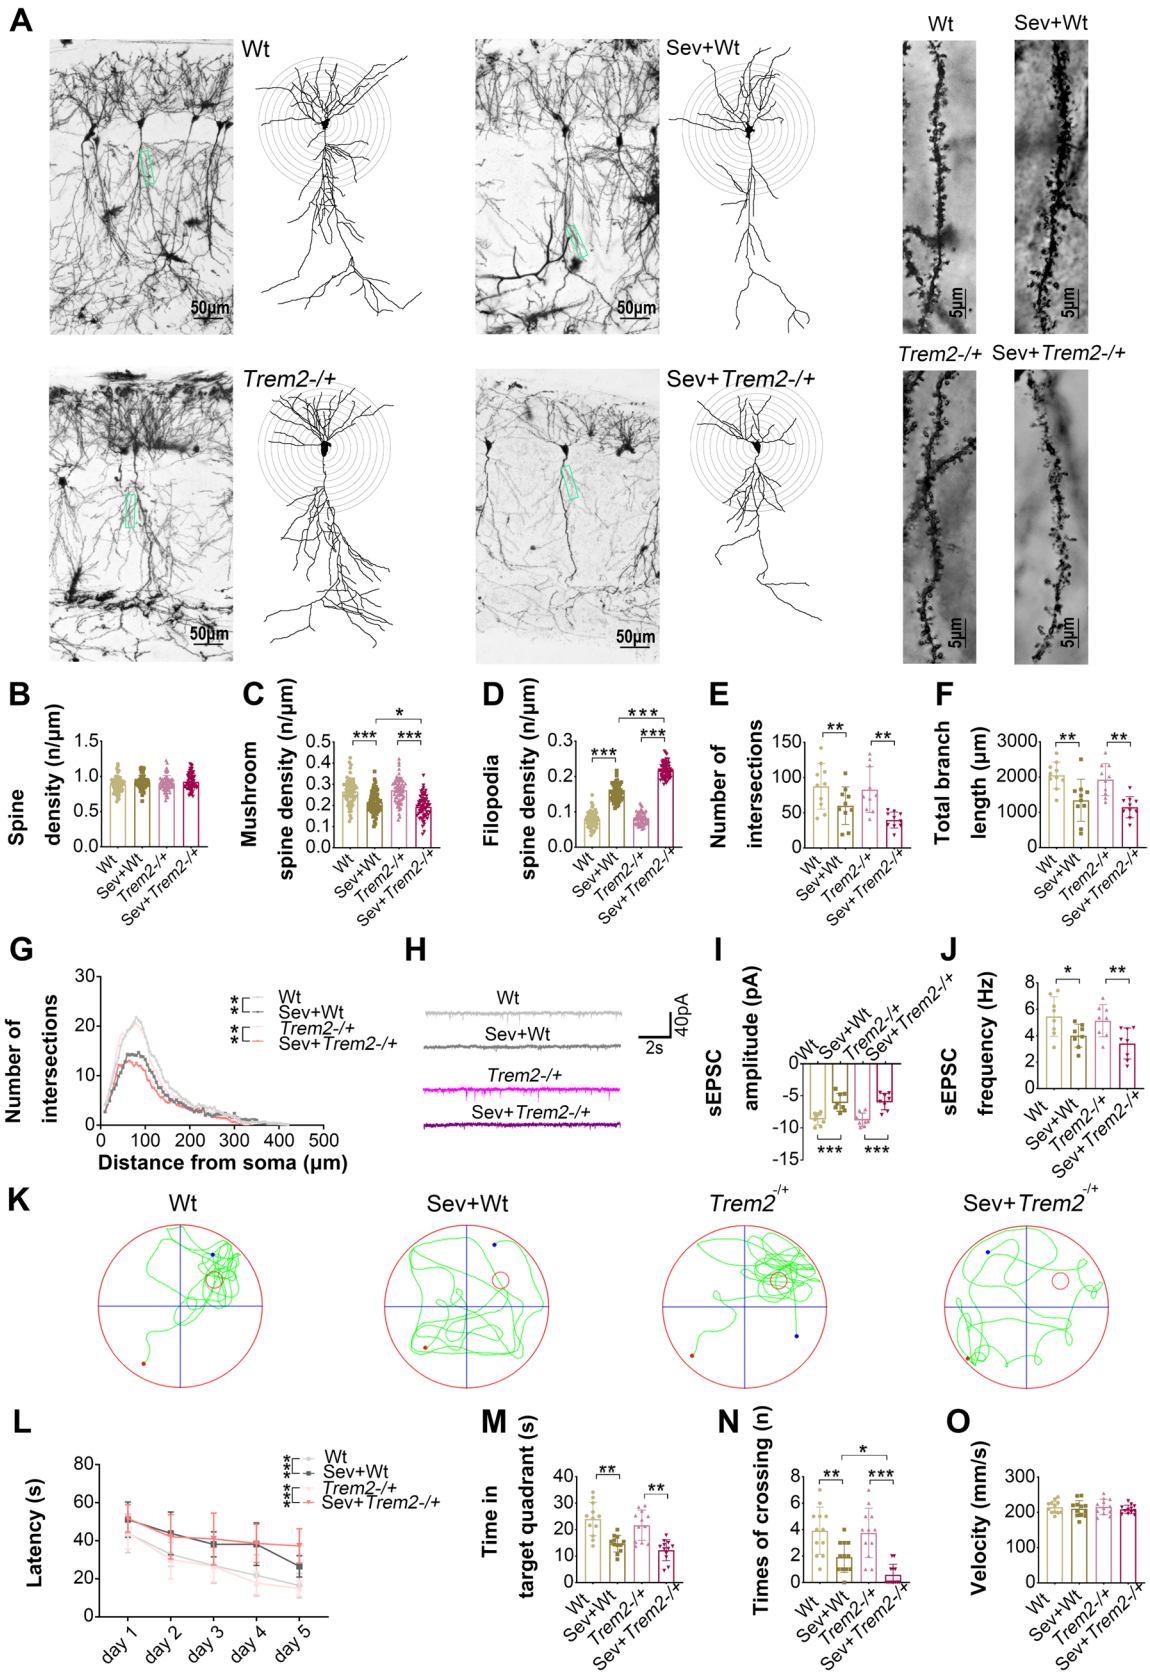 A
Wt
Sev+Wt
Wt
Sev+Wt
50µm
50µm
5µm
5µm
Trem2-/+
Sev+Trem2-/+
Trem2-/+
Sev+Trem2-/+
50µm
50µm
5µm
5µm
B
Spine
density (n/µm)
1.5
1.0
0.5
0.0
Wt
Sev+Wt
Trem2-/+
Sev+Trem2-/+
C
Mushroom
spine density (n/µm)
0.5
0.4
0.3
0.2
0.1
0.0
***
***
*
Wt
Sev+Wt
Trem2-/+
Sev+Trem2-/+
D
Filopodia
spine density (n/µm)
0.3
0.2
0.1
0.0
***
***
***
Wt
Sev+Wt
Trem2-/+
Sev+Trem2-/+
E
Number of
intersections
150
100
50
0
**
**
Wt
Sev+Wt
Trem2-/+
Sev+Trem2-/+
F
Total branch
length (µm)
3000
2000
1000
0
**
**
Wt
Sev+Wt
Trem2-/+
Sev+Trem2-/+
G
Number of
intersections
30
20
10
0
0
100
200
300
400
500
Distance from soma (µm)
**
Wt
Sev+Wt
**
Trem2-/+
Sev+Trem2-/+
H
Wt
Sev+Wt
Trem2-/+
Sev+Trem2-/+
40pA
2s
I
sEPSC
amplitude (pA)
Wt
Sev+Wt
Trem2-/+
Sev+Trem2-/+
0
-5
-10
-15
***
***
J
sEPSC
frequency (Hz)
8
6
4
2
0
*
**
Wt
Sev+Wt
Trem2-/+
Sev+Trem2-/+
K
Wt
Sev+Wt
Trem2-/+
Sev+Trem2-/+
L
Latency (s)
80
60
40
20
0
day 1
day 2
day 3
day 4
day 5
***
Wt
Sev+Wt
***
Trem2-/+
Sev+Trem2-/+
M
Time in
target quadrant (s)
40
30
20
10
0
**
**
Wt
Sev+Wt
Trem2-/+
Sev+Trem2-/+
N
Times of crossing (n)
8
6
4
2
0
**
***
*
Wt
Sev+Wt
Trem2-/+
Sev+Trem2-/+
O
Velocity (mm/s)
300
200
100
0
Wt
Sev+Wt
Trem2-/+
Sev+Trem2-/+